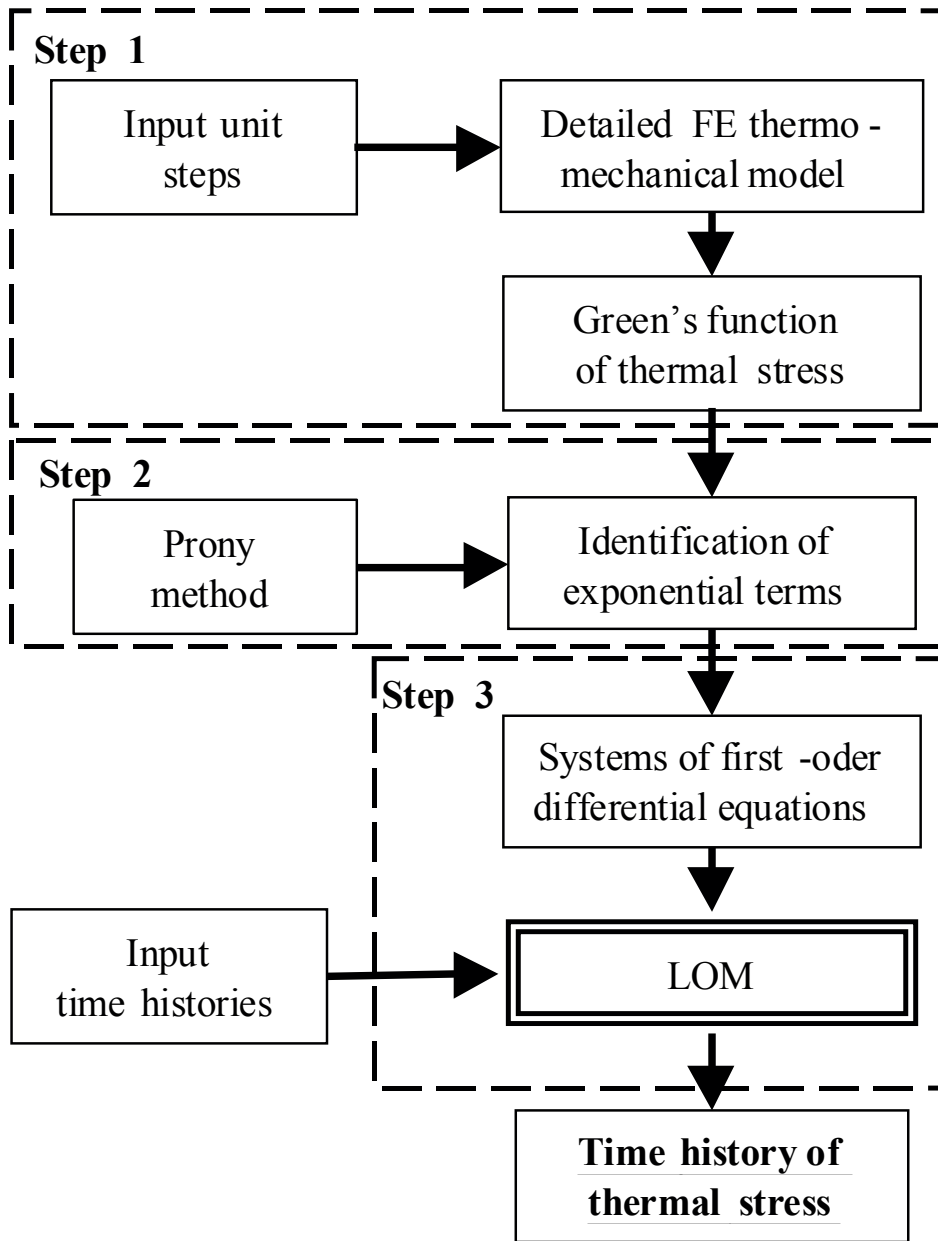 Step 1
Input unit
steps
Detailed FE thermo -
mechanical model
Green’s function
of thermal stress
Step 2
Prony
method
Identification of
exponential terms
Step 3
Systems of first -oder
differential equations
Input
time histories
LOM
Time history of
thermal stress